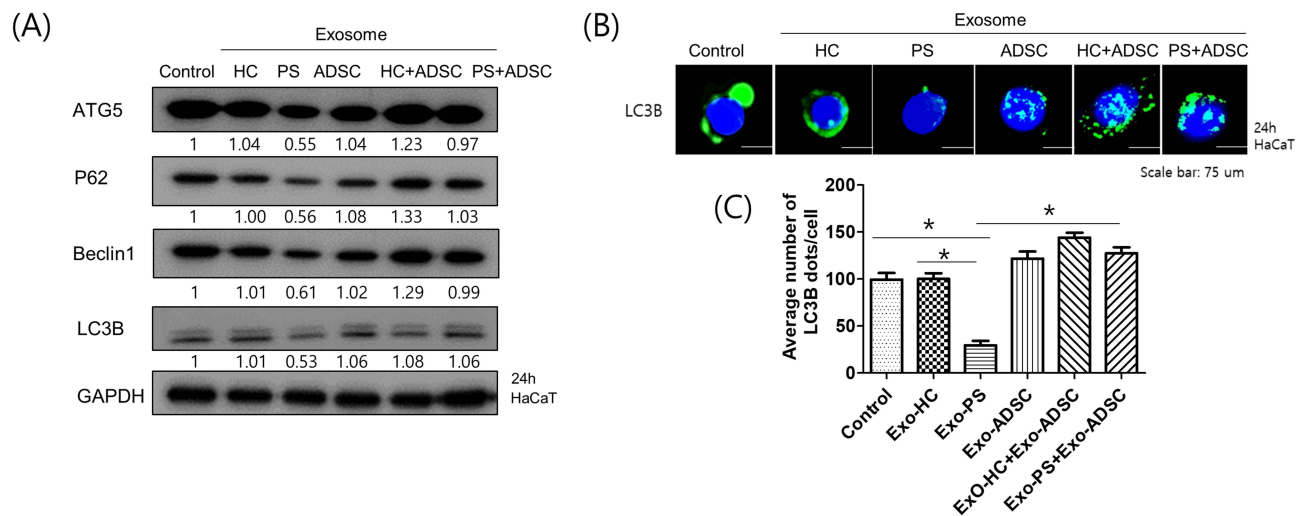 (A)
Exosome
Control HC PS ADSC HC+ADSC PS+ADSC
ATG5
1 1.04 0.55 1.04 1.23 0.97
P62
1 1.00 0.56 1.08 1.33 1.03
Beclin1
1 1.01 0.61 1.02 1.29 0.99
LC3B
1 1.01 0.53 1.06 1.08 1.06
GAPDH
24h
HaCaT
(B)
Exosome
Control HC PS ADSC HC+ADSC PS+ADSC
LC3B
24h
HaCaT
Scale bar: 75 um
(C)
Average number of
LC3B dots/cell
200
150
100
50
0
* * *
Control
Exo-HC
Exo-PS
Exo-ADSC
ExO-HC+Exo-ADSC
Exo-PS+Exo-ADSC